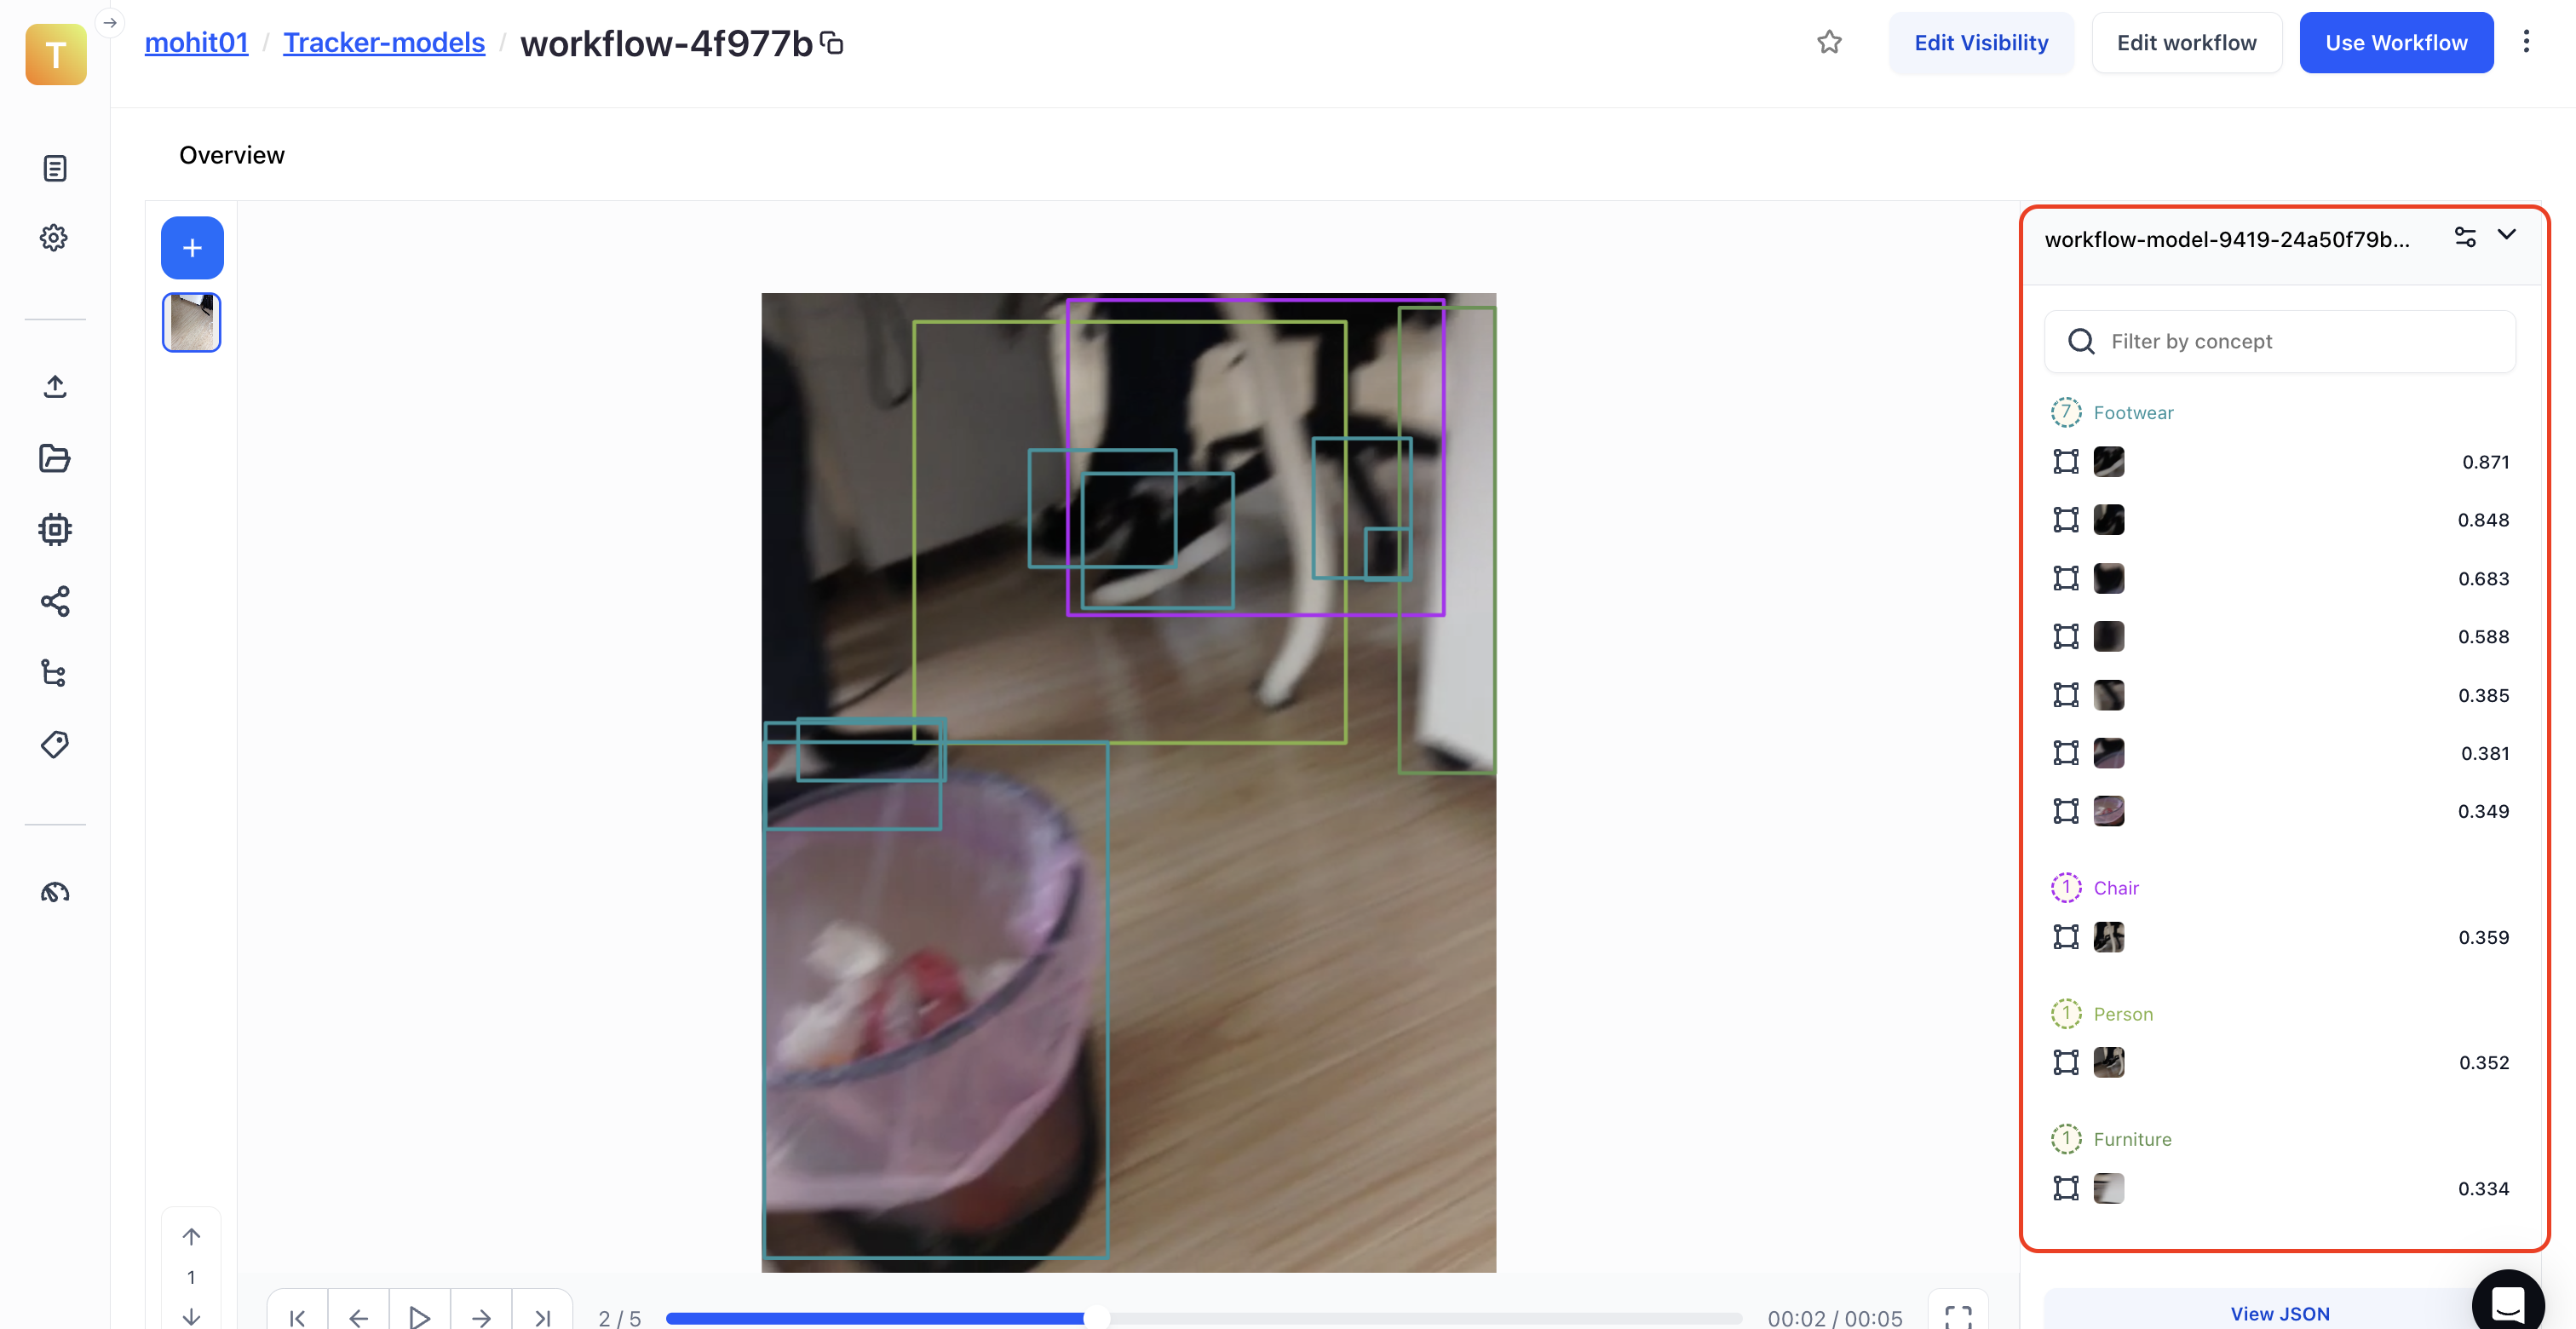 T
mohit01 / Tracker-models / workflow-4f977b
Edit Visibility
Edit workflow
Use Workflow
Overview
workflow-model-9419-24a50f79b...
Filter by concept
7 Footwear
0.871
0.848
0.683
0.588
0.385
0.381
0.349
1 Chair
0.359
1 Person
0.352
1 Furniture
0.334
1
2 / 5
00:02 / 00:05
View JSON